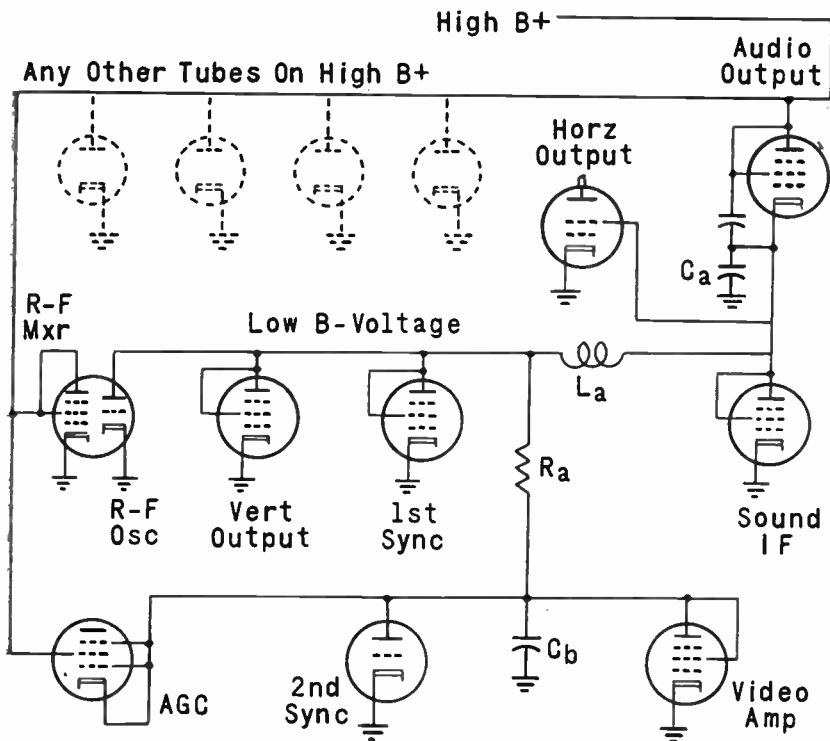 High B+
Audio
Output
Any Other Tubes On High B+
Horz
Output
Ca
R-F
Mxr
Low B-Voltage
La
Ra
R-F
Osc
Vert
Output
1st
Sync
Sound
IF
AGC
2nd
Sync
Cb
Video
Amp